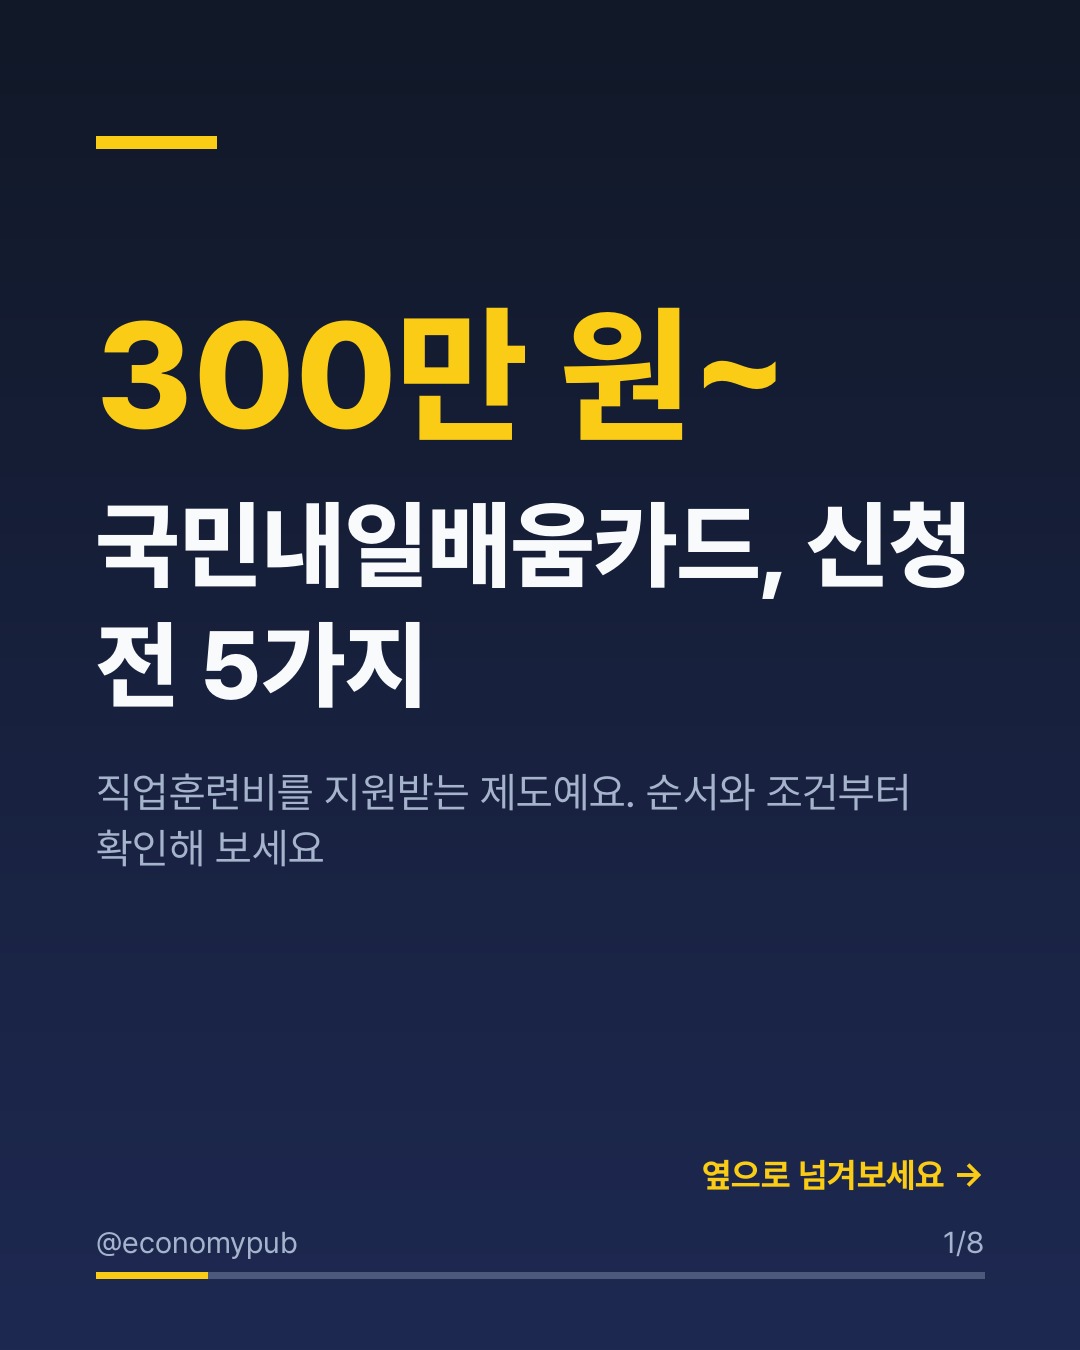 300만 원~
국민내일배움카드, 신청
전 5가지
직업훈련비를 지원받는 제도예요. 순서와 조건부터
확인해 보세요
옆으로 넘겨보세요 →
@economypub
1/8